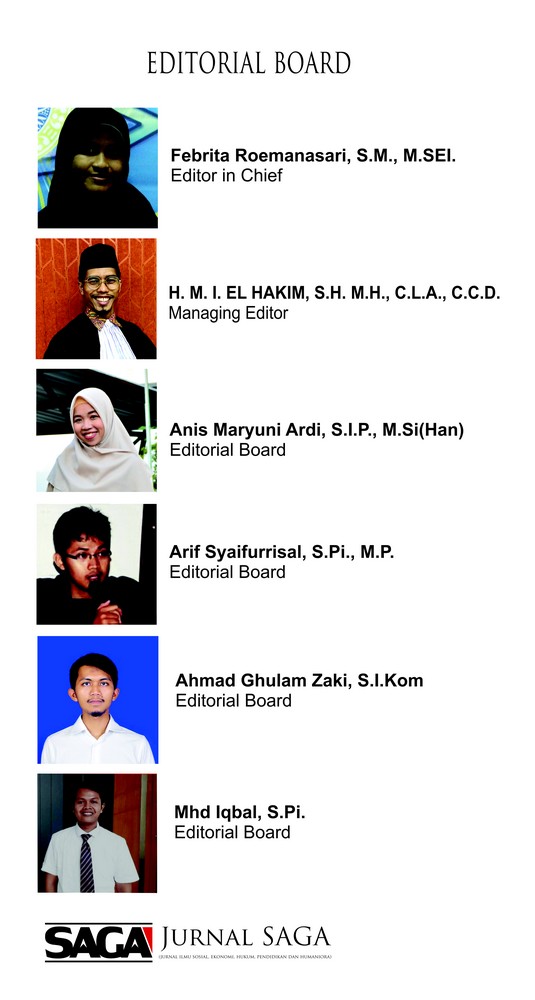 EDITORIAL BOARD
Febrita Roemanasari, S.M., M.SEI.
Editor in Chief
H. M. I. EL HAKIM, S.H. M.H., C.L.A., C.C.D.
Managing Editor
Anis Maryuni Ardi, S.I.P., M.Si(Han)
Editorial Board
Arif Syaifurrisal, S.Pi., M.P.
Editorial Board
Ahmad Ghulam Zaki, S.I.Kom
Editorial Board
Mhd Iqbal, S.Pi.
Editorial Board
SAGA JURNAL SAGA
(JURNAL ILMU SOSIAL, EKONOMI, HUKUM, PENDIDIKAN DAN HUMANIORA)